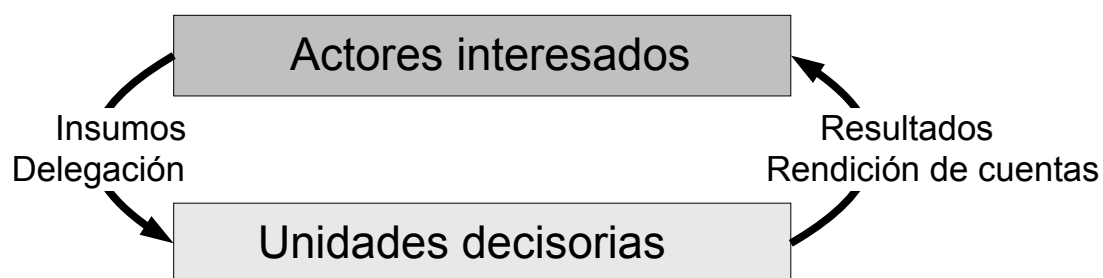 Actores interesados
Insumos
Delegación
Resultados
Rendición de cuentas
Unidades decisorias